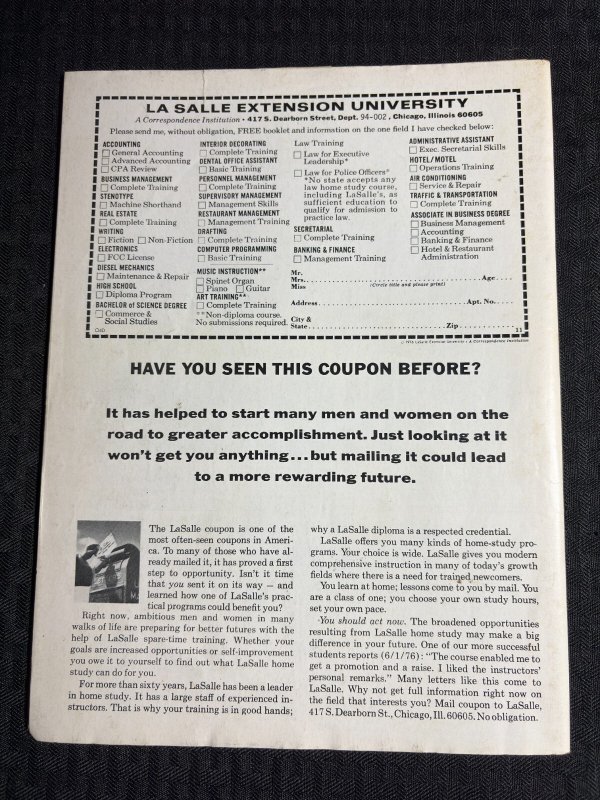 LA SALLE EXTENSION UNIVERSITY
A Correspondence Institution • 417 S. Dearborn Street, Dept. 94-002, Chicago, Illinois 60605
Please send me, without obligation, FREE booklet and information on the one field I have checked below:
ACCOUNTING
General Accounting
Advanced Accounting
CPA Review
BUSINESS MANAGEMENT
Complete Training
STENOTYPE
Machine Shorthand
REAL ESTATE
Complete Training
WRITING
Fiction Non-Fiction
ELECTRONICS
FCC License
DIESEL MECHANICS
Maintenance & Repair
HIGH SCHOOL
Diploma Program
BACHELOR of SCIENCE DEGREE
Commerce &
Social Studies
INTERIOR DECORATING
Complete Training
DENTAL OFFICE ASSISTANT
Basic Training
PERSONNEL MANAGEMENT
Complete Training
SUPERVISORY MANAGEMENT
Management Skills
RESTAURANT MANAGEMENT
Management Training
DRAFTING
Complete Training
COMPUTER PROGRAMMING
Basic Training
MUSIC INSTRUCTION**
Spinet Organ
Piano Guitar
ART TRAINING**
Complete Training
**Non-diploma course.
No submissions required.
Law Training
Law for Executive
Leadership*
Law for Police Officers*
*No state accepts any
law home study course,
including LaSalle's, as
sufficient education to
qualify for admission to
practice law.
SECRETARIAL
Complete Training
BANKING & FINANCE
Management Training
ADMINISTRATIVE ASSISTANT
Exec. Secretarial Skills
HOTEL/MOTEL
Operations Training
AIR CONDITIONING
Service & Repair
TRAFFIC & TRANSPORTATION
Complete Training
ASSOCIATE IN BUSINESS DEGREE
Business Management
Accounting
Banking & Finance
Hotel & Restaurant
Administration
Mr.
Mrs. Age
Miss (Circle title and please print)
Address Apt. No.
City &
State Zip
HAVE YOU SEEN THIS COUPON BEFORE?
It has helped to start many men and women on the
road to greater accomplishment. Just looking at it
won't get you anything...but mailing it could lead
to a more rewarding future.
The LaSalle coupon is one of the
most often-seen coupons in Ameri-
ca. To many of those who have al-
ready mailed it, it has proved a first
step to opportunity. Isn't it time
that you sent it on its way — and
learned how one of LaSalle's prac-
tical programs could benefit you?
Right now, ambitious men and women in many
walks of life are preparing for better futures with the
help of LaSalle spare-time training. Whether your
goals are increased opportunities or self-improvement
you owe it to yourself to find out what LaSalle home
study can do for you.
For more than sixty years, LaSalle has been a leader
in home study. It has a large staff of experienced in-
structors. That is why your training is in good hands;
why a LaSalle diploma is a respected credential.
LaSalle offers you many kinds of home-study pro-
grams. Your choice is wide. LaSalle gives you modern
comprehensive instruction in many of today's growth
fields where there is a need for trained newcomers.
You learn at home; lessons come to you by mail. You
are a class of one; you choose your own study hours,
set your own pace.
You should act now. The broadened opportunities
resulting from LaSalle home study may make a big
difference in your future. One of our more successful
students reports (6/1/76): "The course enabled me to
get a promotion and a raise. I liked the instructors'
personal remarks." Many letters like this come to
LaSalle. Why not get full information right now on
the field that interests you? Mail coupon to LaSalle,
417 S. Dearborn St., Chicago, Ill. 60605. No obligation.